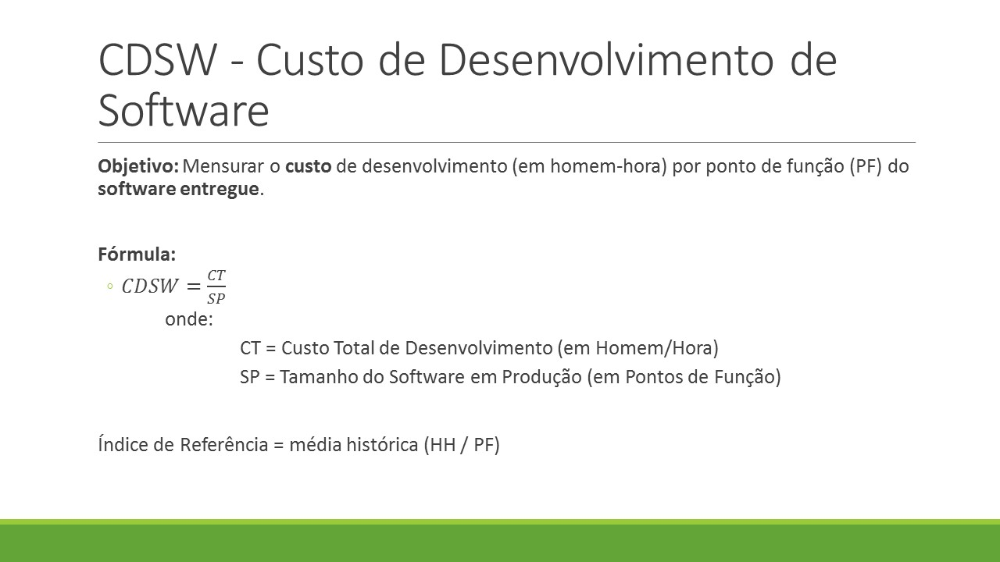 CDSW - Custo de Desenvolvimento de
Software
Objetivo: Mensurar o custo de desenvolvimento (em homem-hora) por ponto de função (PF) do
software entregue.
Fórmula:
◦ CDSW = CT/SP
onde:
CT = Custo Total de Desenvolvimento (em Homem/Hora)
SP = Tamanho do Software em Produção (em Pontos de Função)
Índice de Referência = média histórica (HH / PF)